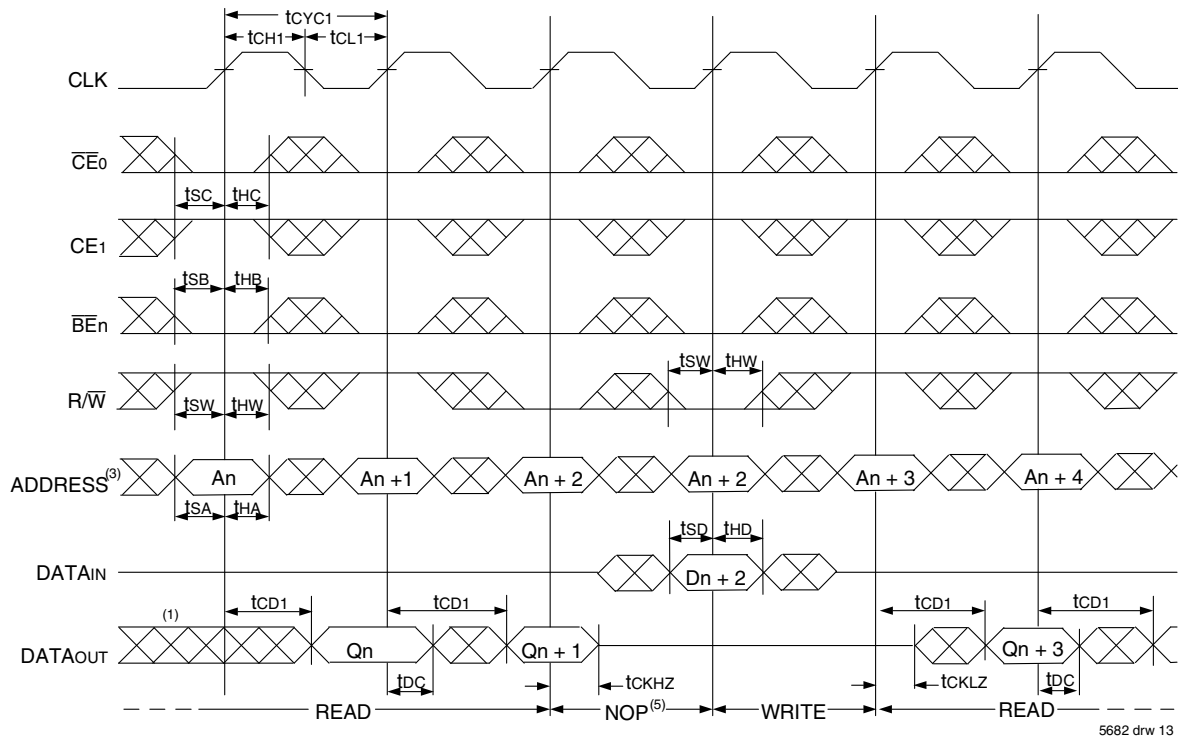 tCYC1
tCH1 tCL1
CLK
CE0
tSC tHC
CE1
tSB tHB
BEn
tSW tHW
R/W
tSW tHW
ADDRESS(3) An An +1 An + 2 An + 2 An + 3 An + 4
tSA tHA
tSD tHD
DATAIN Dn + 2
tCD1 tCD1 tCD1 tCD1
(1)
DATAOUT Qn Qn + 1 Qn + 3
tDC tCKHZ tCKLZ tDC
READ NOP(5) WRITE READ
5682 drw 13